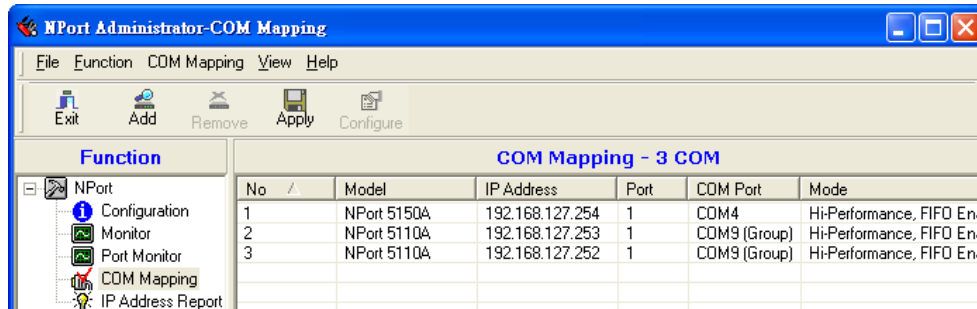 NPort Administrator-COM Mapping
File Function COM Mapping View Help
Exit Add Remove Apply Configure
Function
COM Mapping - 3 COM
NPort
Configuration
Monitor
Port Monitor
COM Mapping
IP Address Report
No Model IP Address Port COM Port Mode
1 NPort 5150A 192.168.127.254 1 COM4 Hi-Performance, FIFO En
2 NPort 5110A 192.168.127.253 1 COM9 (Group) Hi-Performance, FIFO En
3 NPort 5110A 192.168.127.252 1 COM9 (Group) Hi-Performance, FIFO En